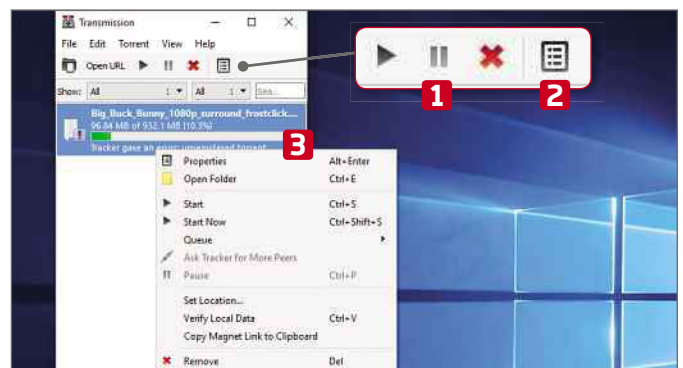 Transmission
File Edit Torrent View Help
Open URL
Show: All 1 All 1 Sea...
1 2
Big_Buck_Bunny_1080p_surround_frostclick....
96.84 MB of 932.1 MB (10.3%)
3
Tracker gave an error: unregistered torrent
Properties Alt+Enter
Open Folder Ctrl+E
Start Ctrl+S
Start Now Ctrl+Shift+S
Queue
Ask Tracker for More Peers
Pause Ctrl+P
Set Location...
Verify Local Data Ctrl+V
Copy Magnet Link to Clipboard
Remove Del